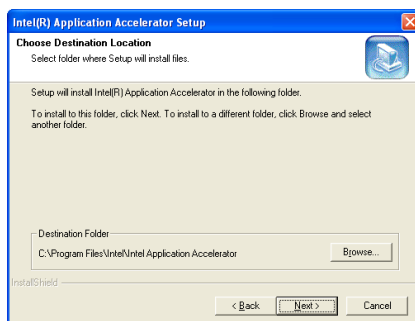 Intel(R) Application Accelerator Setup
Choose Destination Location
Select folder where Setup will install files.
Setup will install Intel(R) Application Accelerator in the following folder.
To install to this folder, click Next. To install to a different folder, click Browse and select
another folder.
Destination Folder
C:\Program Files\Intel\Intel Application Accelerator
Browse...
InstallShield
< Back
Next >
Cancel